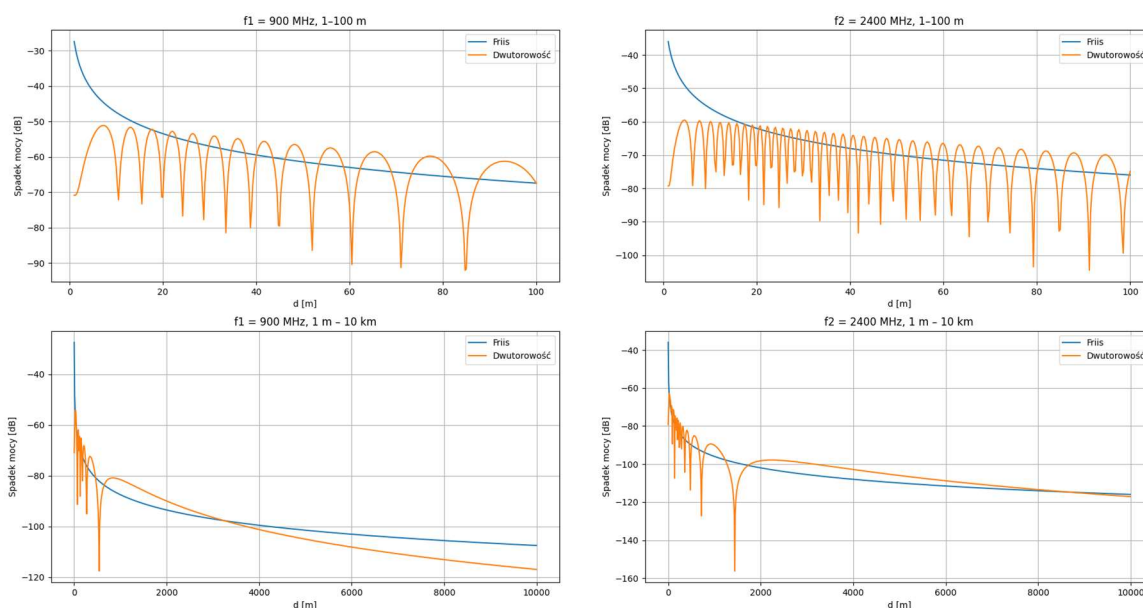 f1 = 900 MHz, 1–100 m
Friis
Dwutorowość
Spadek mocy [dB]
−30
−40
−50
−60
−70
−80
−90
0
20
40
60
80
100
d [m]
f2 = 2400 MHz, 1–100 m
Friis
Dwutorowość
Spadek mocy [dB]
−40
−50
−60
−70
−80
−90
−100
0
20
40
60
80
100
d [m]
f1 = 900 MHz, 1 m – 10 km
Friis
Dwutorowość
Spadek mocy [dB]
−40
−60
−80
−100
−120
0
2000
4000
6000
8000
10000
d [m]
f2 = 2400 MHz, 1 m – 10 km
Friis
Dwutorowość
Spadek mocy [dB]
−40
−60
−80
−100
−120
−140
−160
0
2000
4000
6000
8000
10000
d [m]